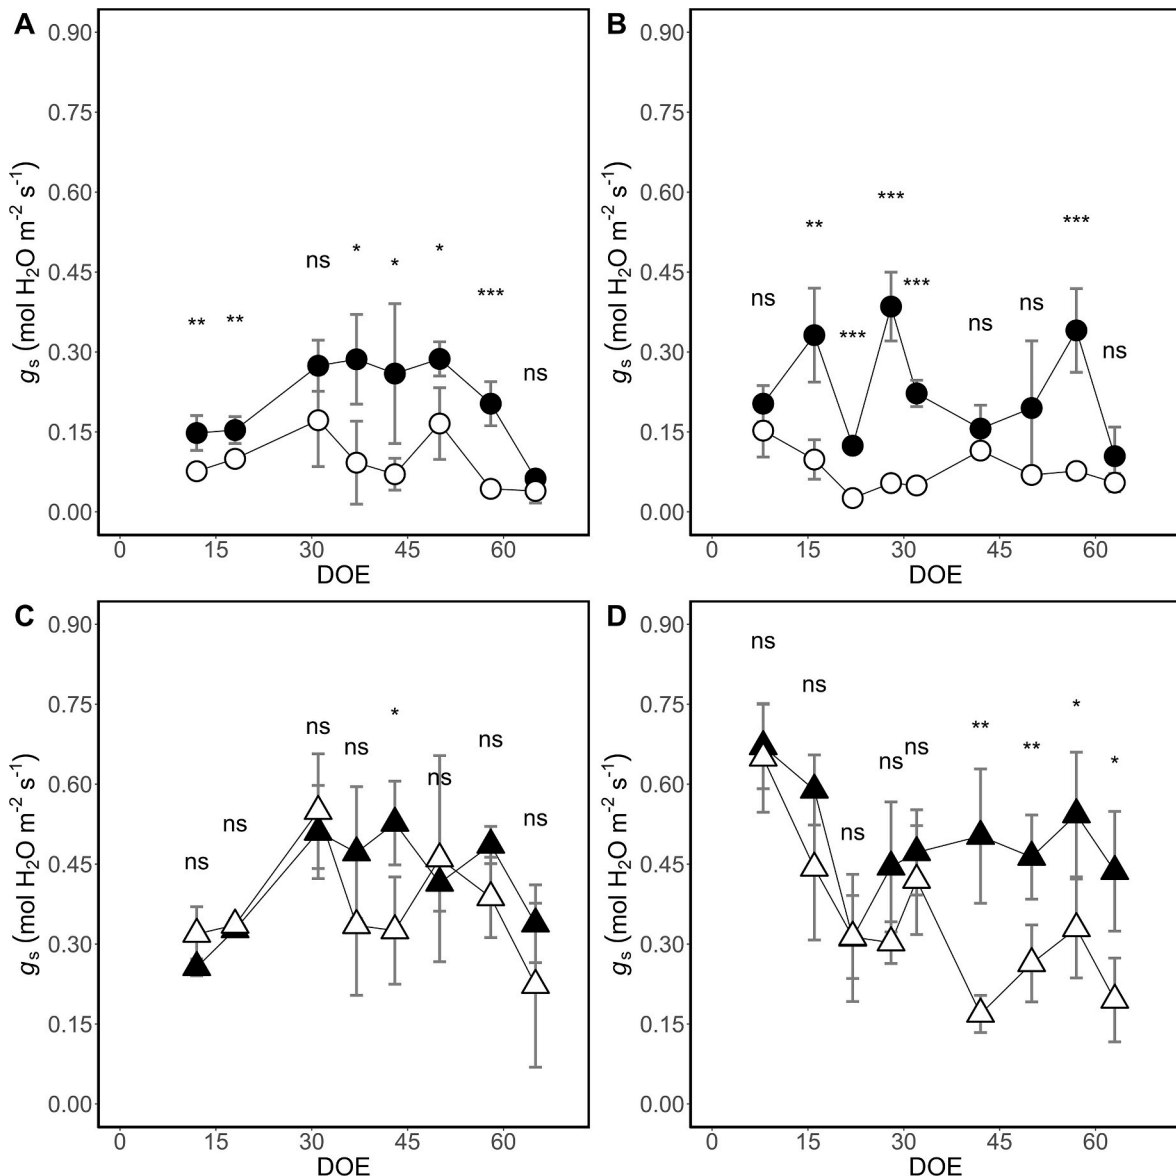 A
0.90
0.75
0.60
0.45
0.30
0.15
0.00
gs (mol H2O m-2 s-1)
** ** ns * * * *** ns
0 15 30 45 60
DOE
B
0.90
0.75
0.60
0.45
0.30
0.15
0.00
gs (mol H2O m-2 s-1)
ns ** *** *** *** ns ns *** ns
0 15 30 45 60
DOE
C
0.90
0.75
0.60
0.45
0.30
0.15
0.00
gs (mol H2O m-2 s-1)
ns ns ns ns * ns ns ns
0 15 30 45 60
DOE
D
0.90
0.75
0.60
0.45
0.30
0.15
0.00
gs (mol H2O m-2 s-1)
ns ns ns ns ns ** ** * *
0 15 30 45 60
DOE